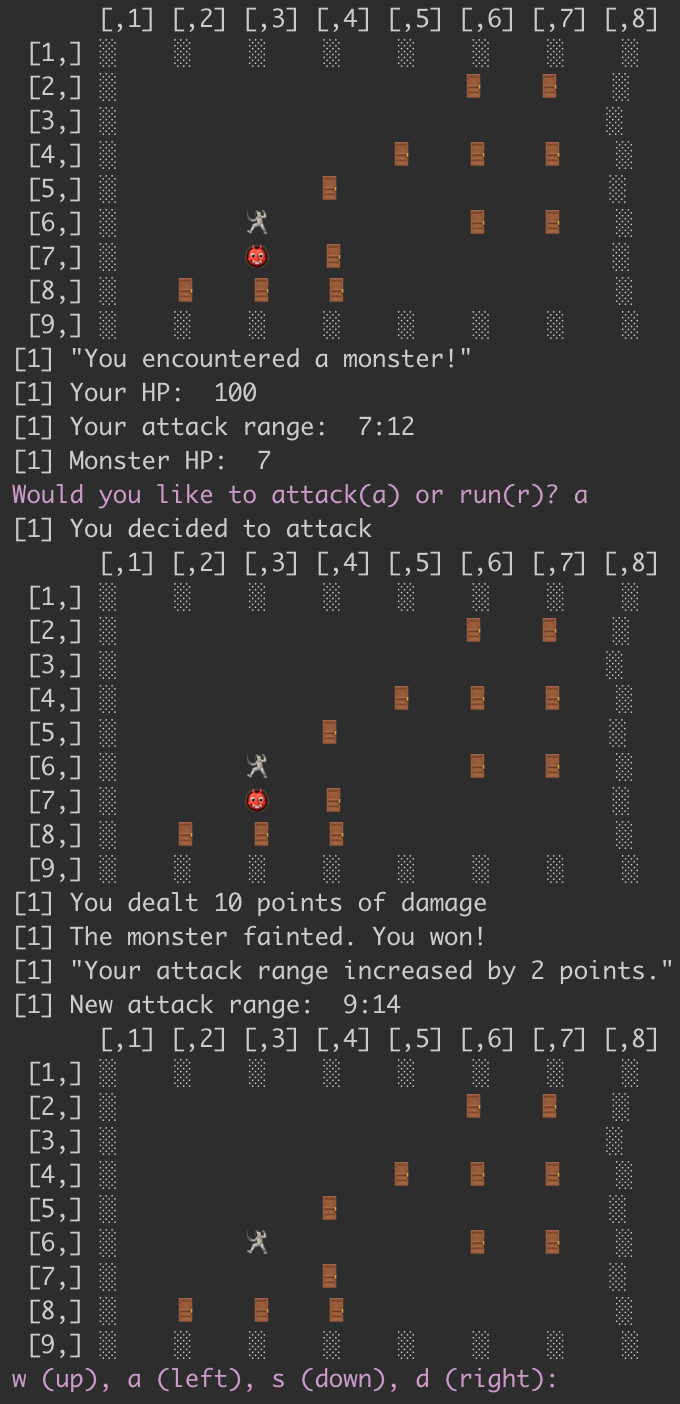 [,1] [,2] [,3] [,4] [,5] [,6] [,7] [,8]
[1,] ░ ░ ░ ░ ░ ░ ░ ░
[2,] ░ 🚪 🚪 ░
[3,] ░ ░
[4,] ░ 🚪 🚪 🚪 ░
[5,] ░ 🚪 ░
[6,] ░ 🤺 🚪 🚪 ░
[7,] ░ 👹 🚪 ░
[8,] ░ 🚪 🚪 🚪 ░
[9,] ░ ░ ░ ░ ░ ░ ░ ░
[1] "You encountered a monster!"
[1] Your HP:  100
[1] Your attack range:  7:12
[1] Monster HP:  7
Would you like to attack(a) or run(r)? a
[1] You decided to attack
[,1] [,2] [,3] [,4] [,5] [,6] [,7] [,8]
[1,] ░ ░ ░ ░ ░ ░ ░ ░
[2,] ░ 🚪 🚪 ░
[3,] ░ ░
[4,] ░ 🚪 🚪 🚪 ░
[5,] ░ 🚪 ░
[6,] ░ 🤺 🚪 🚪 ░
[7,] ░ 👹 🚪 ░
[8,] ░ 🚪 🚪 🚪 ░
[9,] ░ ░ ░ ░ ░ ░ ░ ░
[1] You dealt 10 points of damage
[1] The monster fainted. You won!
[1] "Your attack range increased by 2 points."
[1] New attack range:  9:14
[,1] [,2] [,3] [,4] [,5] [,6] [,7] [,8]
[1,] ░ ░ ░ ░ ░ ░ ░ ░
[2,] ░ 🚪 🚪 ░
[3,] ░ ░
[4,] ░ 🚪 🚪 🚪 ░
[5,] ░ 🚪 ░
[6,] ░ 🤺 🚪 🚪 ░
[7,] ░ 🚪 ░
[8,] ░ 🚪 🚪 🚪 ░
[9,] ░ ░ ░ ░ ░ ░ ░ ░
w (up), a (left), s (down), d (right):